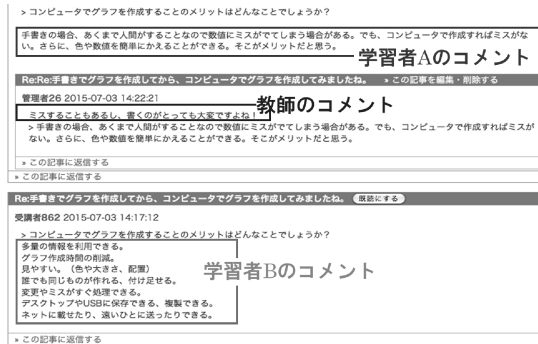 > コンピュータでグラフを作成することのメリットはどんなことでしょうか？
手書きの場合、あくまで人間がすることなので数値にミスがでてしまう場合がある。でも、コンピュータで作成すればミスがな
い。さらに、色や数値を簡単にかえることができる。そこがメリットだと思う。
学習者Aのコメント
Re:Re:手書きでグラフを作成してから、コンピュータでグラフを作成してみましたね。 » この記事を編集・削除する
管理者26 2015-07-03 14:22:21
教師のコメント
ミスすることもあるし、書くのがとっても大変ですよね！
> 手書きの場合、あくまで人間がすることなので数値にミスがでてしまう場合がある。でも、コンピュータで作成すればミスが
ない。さらに、色や数値を簡単にかえることができる。そこがメリットだと思う。
» この記事に返信する
» この記事に返信する
Re:手書きでグラフを作成してから、コンピュータでグラフを作成してみましたね。 既読にする
受講者862 2015-07-03 14:17:12
> コンピュータでグラフを作成することのメリットはどんなことでしょうか？
多量の情報を利用できる。
グラフ作成時間の削減。
見やすい。（色や大きさ、配置）
学習者Bのコメント
誰でも同じものが作れる、付け足せる。
変更やミスがすぐ処理できる。
デスクトップやUSBに保存できる、複製できる。
ネットに載せたり、遠いひとに送ったりできる。
» この記事に返信する